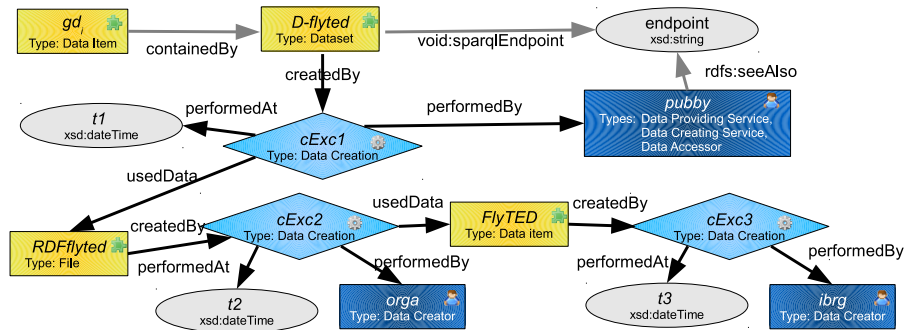 gdi
Type: Data Item
containedBy
D-flyted
Type: Dataset
void:sparqlEndpoint
endpoint
xsd:string
createdBy
rdfs:seeAlso
performedAt
performedBy
t1
xsd:dateTime
cExc1
Type: Data Creation
pubby
Types: Data Providing Service,
Data Creating Service,
Data Accessor
usedData
createdBy
cExc2
Type: Data Creation
usedData
FlyTED
Type: Data item
createdBy
cExc3
Type: Data Creation
RDFflyted
Type: File
performedAt
performedBy
performedAt
performedBy
t2
xsd:dateTime
orga
Type: Data Creator
t3
xsd:dateTime
ibrg
Type: Data Creator